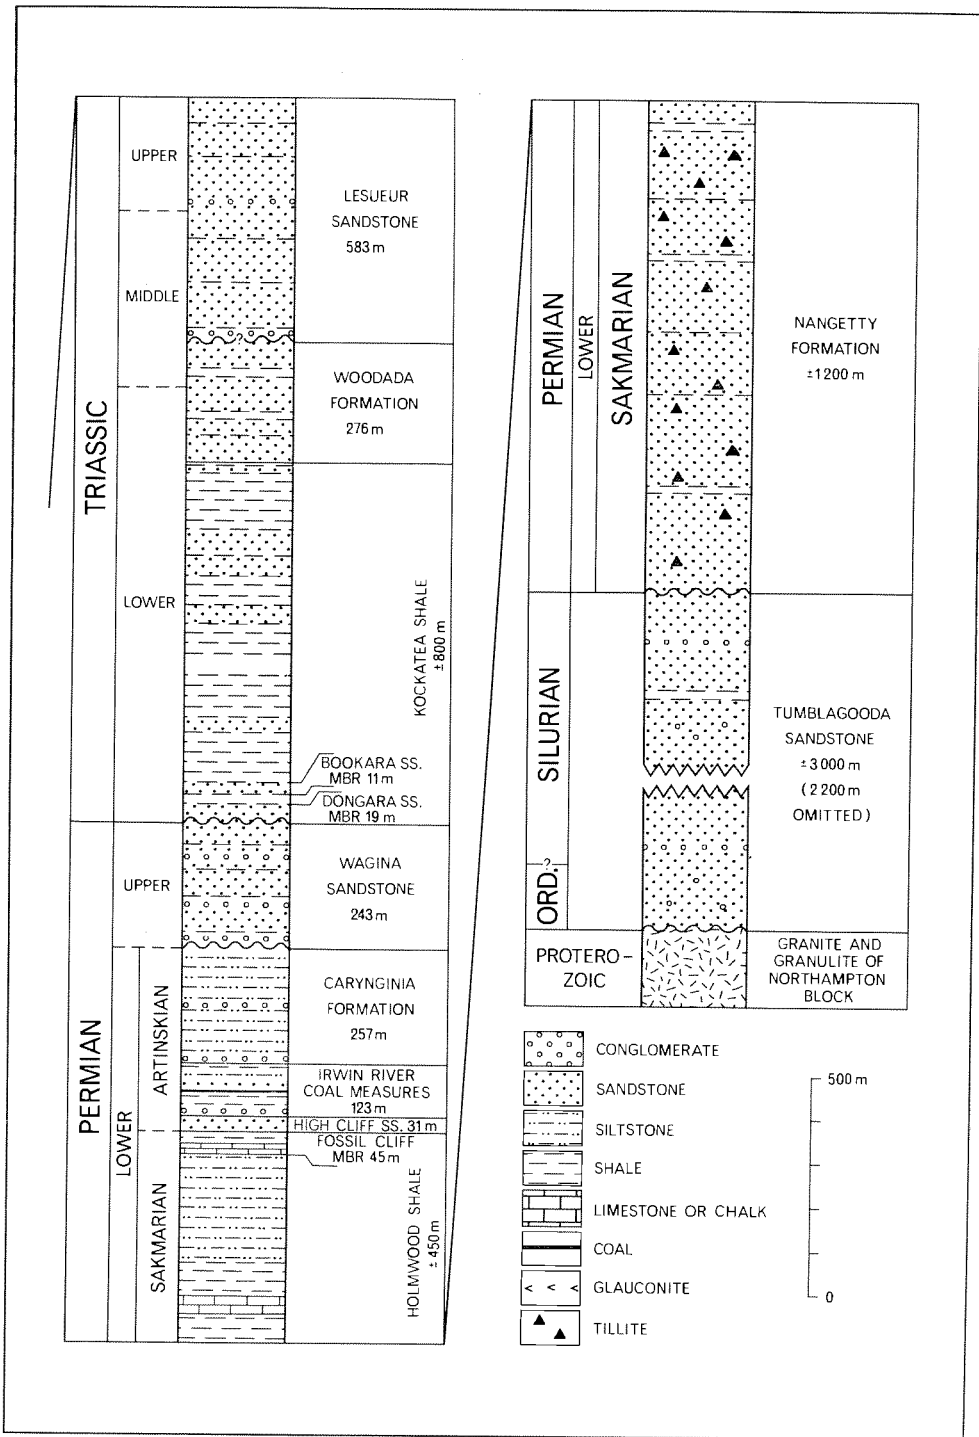 TRIASSIC
UPPER
MIDDLE
LOWER
LESUEUR
SANDSTONE
583 m
?
WOODADA
FORMATION
276 m
KOCKATEA SHALE
±800 m
BOOKARA SS.
MBR 11 m
DONGARA SS.
MBR 19 m
PERMIAN
UPPER
WAGINA
SANDSTONE
243 m
LOWER
ARTINSKIAN
CARYNGINIA
FORMATION
257 m
IRWIN RIVER
COAL MEASURES
123 m
HIGH CLIFF SS. 31 m
SAKMARIAN
FOSSIL CLIFF
MBR 45 m
HOLMWOOD SHALE
±450 m
PERMIAN
LOWER
SAKMARIAN
NANGETTY
FORMATION
±1200 m
SILURIAN
TUMBLAGOODA
SANDSTONE
±3000 m
(2200 m
OMITTED)
?
ORD.
PROTERO-
ZOIC
GRANITE AND
GRANULITE OF
NORTHAMPTON
BLOCK
CONGLOMERATE
SANDSTONE
SILTSTONE
SHALE
LIMESTONE OR CHALK
COAL
GLAUCONITE
TILLITE
500 m
0